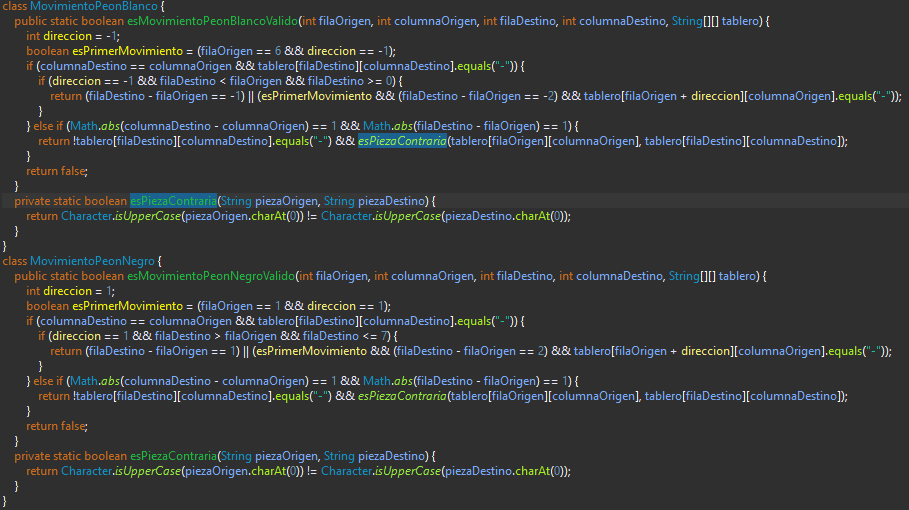 class MovimientoPeonBlanco {
public static boolean esMovimientoPeonBlancoValido(int filaOrigen, int columnaOrigen, int filaDestino, int columnaDestino, String[][] tablero) {
int direccion = -1;
boolean esPrimerMovimiento = (filaOrigen == 6 && direccion == -1);
if (columnaDestino == columnaOrigen && tablero[filaDestino][columnaDestino].equals("-")) {
if (direccion == -1 && filaDestino < filaOrigen && filaDestino >= 0) {
return (filaDestino - filaOrigen == -1) || (esPrimerMovimiento && (filaDestino - filaOrigen == -2) && tablero[filaOrigen + direccion][columnaOrigen].equals("-"));
}
} else if (Math.abs(columnaDestino - columnaOrigen) == 1 && Math.abs(filaDestino - filaOrigen) == 1) {
return !tablero[filaDestino][columnaDestino].equals("-") && esPiezaContraria(tablero[filaOrigen][columnaOrigen], tablero[filaDestino][columnaDestino]);
}
return false;
}
private static boolean esPiezaContraria(String piezaOrigen, String piezaDestino) {
return Character.isUpperCase(piezaOrigen.charAt(0)) != Character.isUpperCase(piezaDestino.charAt(0));
}
}
class MovimientoPeonNegro {
public static boolean esMovimientoPeonNegroValido(int filaOrigen, int columnaOrigen, int filaDestino, int columnaDestino, String[][] tablero) {
int direccion = 1;
boolean esPrimerMovimiento = (filaOrigen == 1 && direccion == 1);
if (columnaDestino == columnaOrigen && tablero[filaDestino][columnaDestino].equals("-")) {
if (direccion == 1 && filaDestino > filaOrigen && filaDestino <= 7) {
return (filaDestino - filaOrigen == 1) || (esPrimerMovimiento && (filaDestino - filaOrigen == 2) && tablero[filaOrigen + direccion][columnaOrigen].equals("-"));
}
} else if (Math.abs(columnaDestino - columnaOrigen) == 1 && Math.abs(filaDestino - filaOrigen) == 1) {
return !tablero[filaDestino][columnaDestino].equals("-") && esPiezaContraria(tablero[filaOrigen][columnaOrigen], tablero[filaDestino][columnaDestino]);
}
return false;
}
private static boolean esPiezaContraria(String piezaOrigen, String piezaDestino) {
return Character.isUpperCase(piezaOrigen.charAt(0)) != Character.isUpperCase(piezaDestino.charAt(0));
}
}